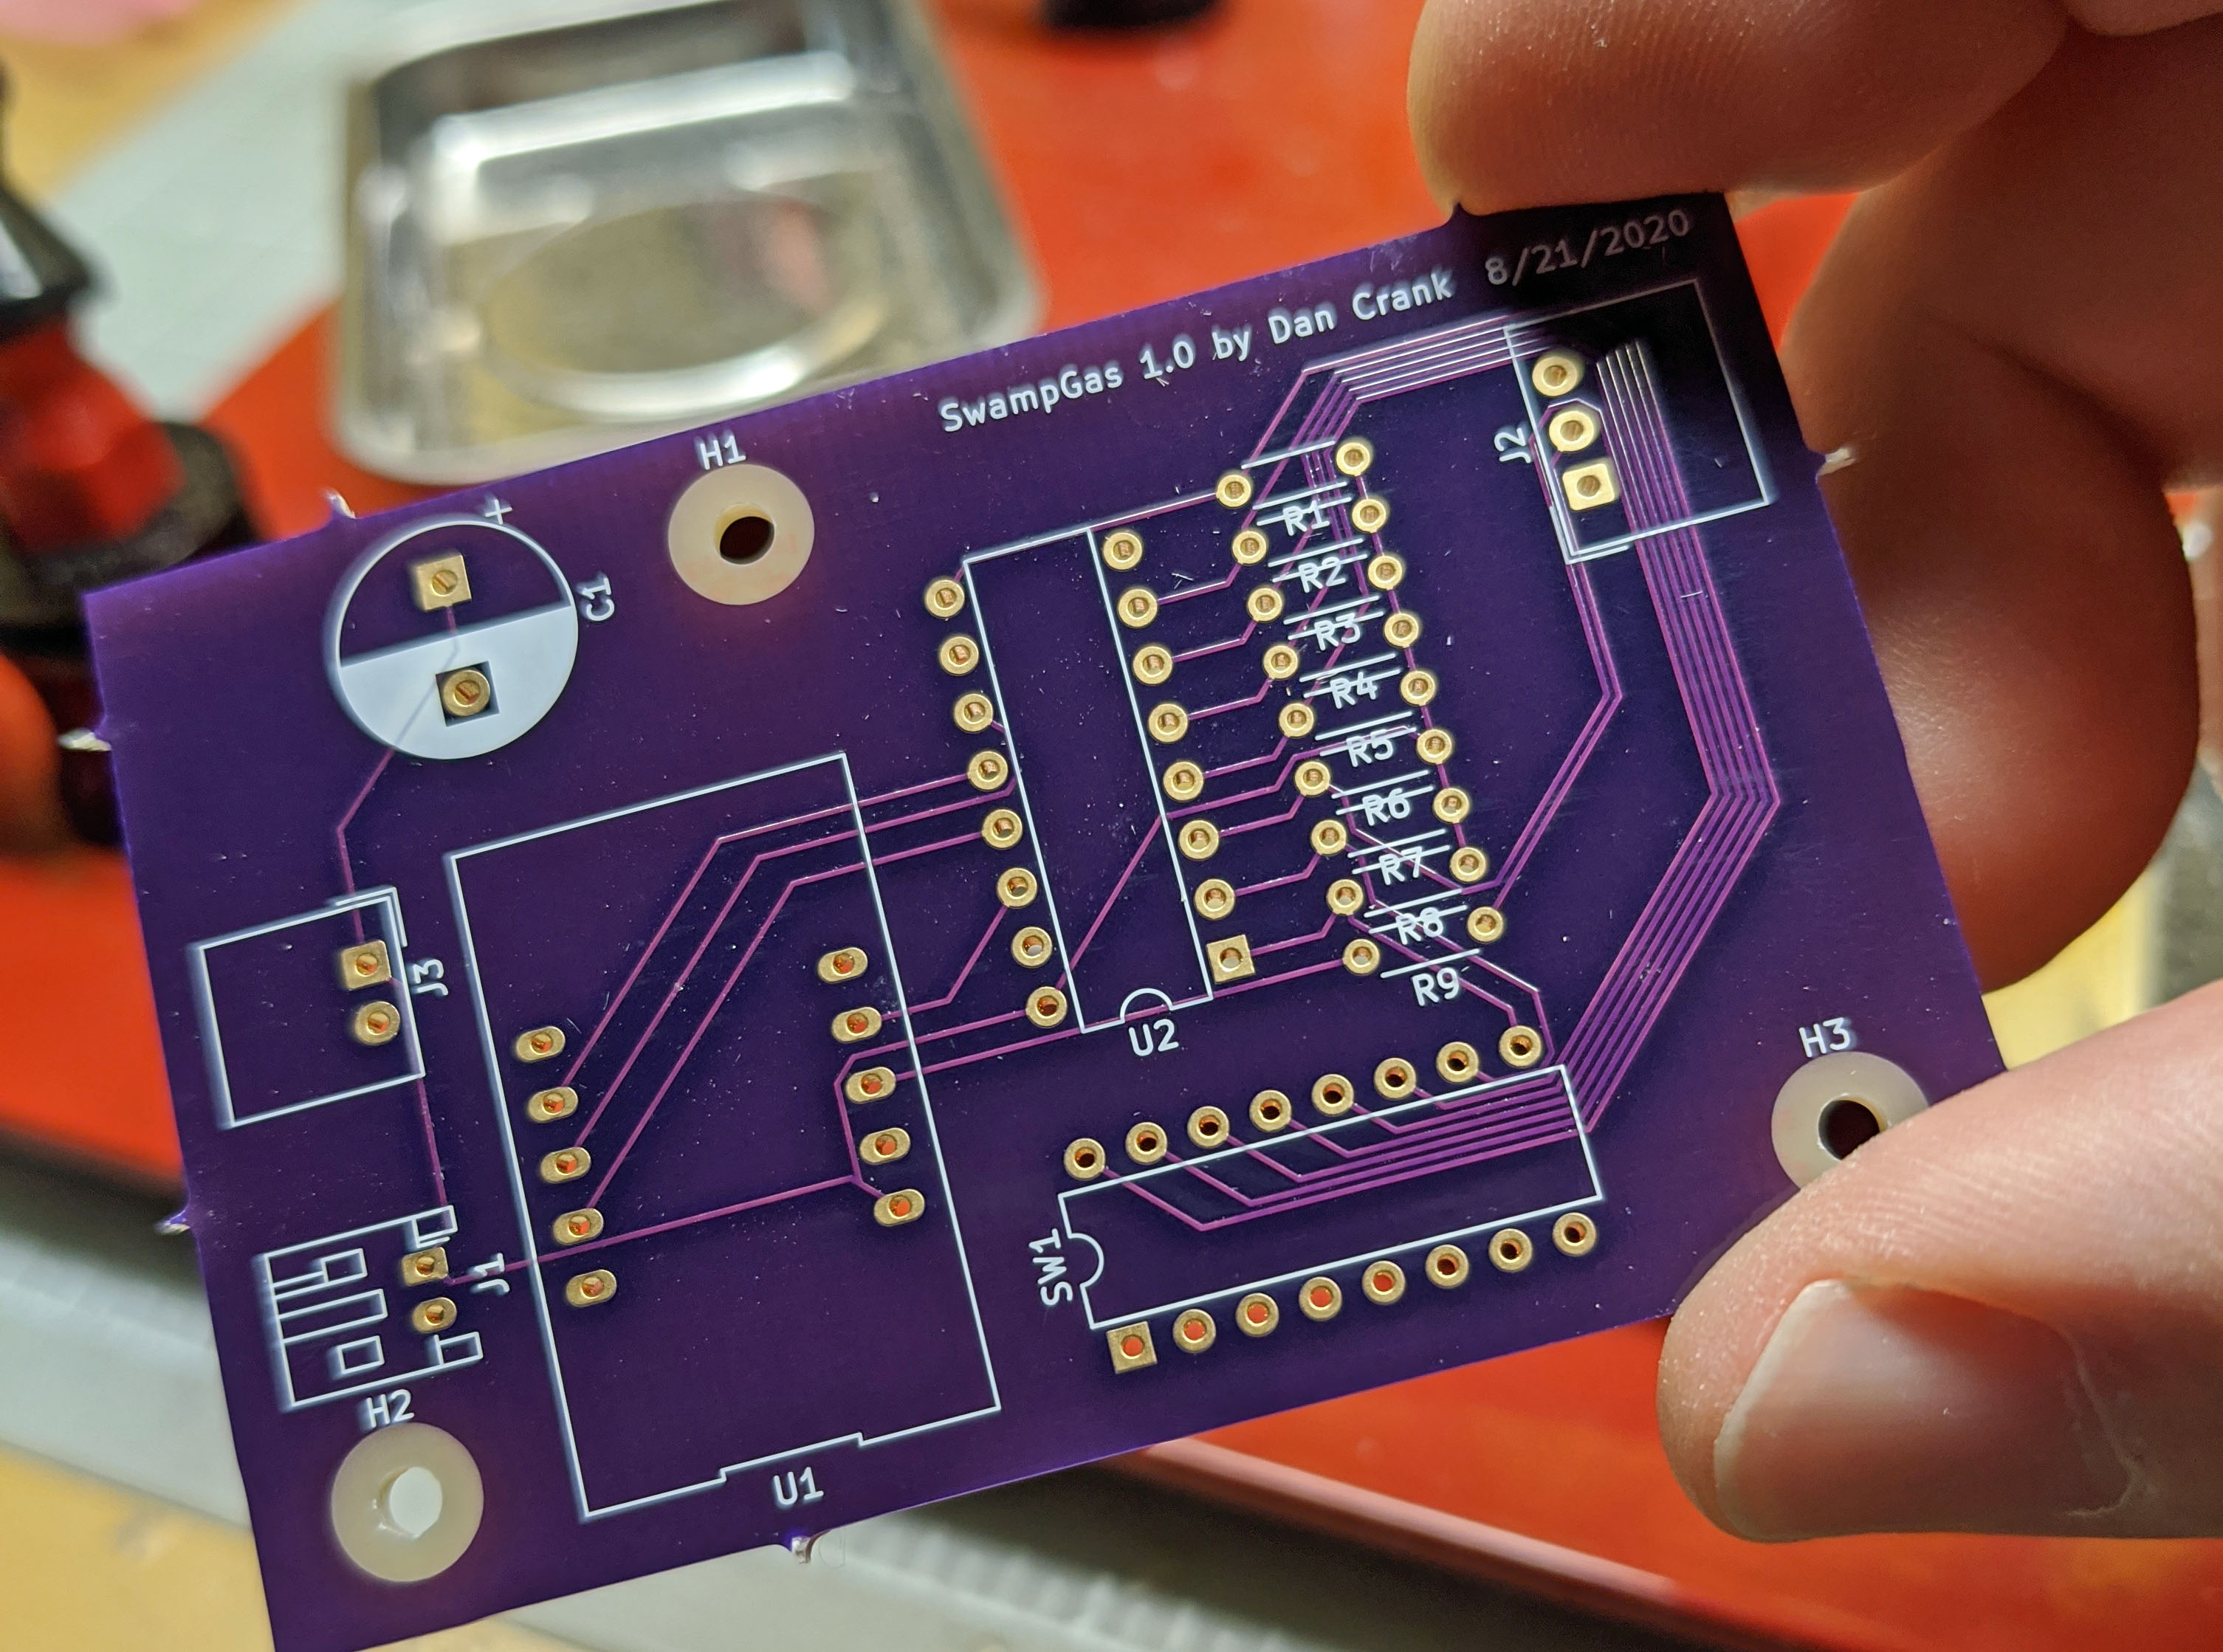 SwampGas 1.0 by Dan Crank 8/21/2020
H1
+
C1
J2
R1
R2
R3
R4
R5
R6
R7
R8
R9
J3
U2
H3
J1
SW1
H2
U1